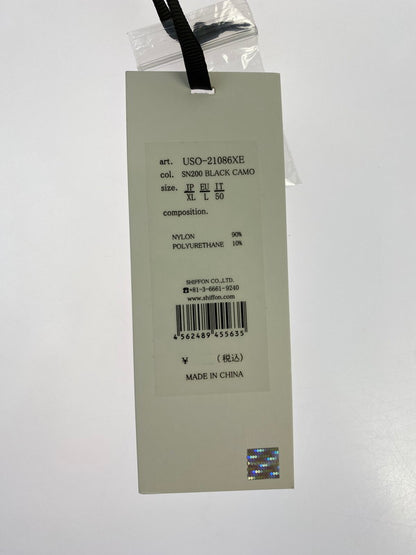 art. USO-21086XE
col. SN200 BLACK CAMO
size. JP EU IT
XL L 50
composition.
NYLON 90%
POLYURETHANE 10%
SHIFFON CO.,LTD.
☎+81-3-6661-9240
www.shiffon.com
4 562489 455635
¥ (税込)
MADE IN CHINA